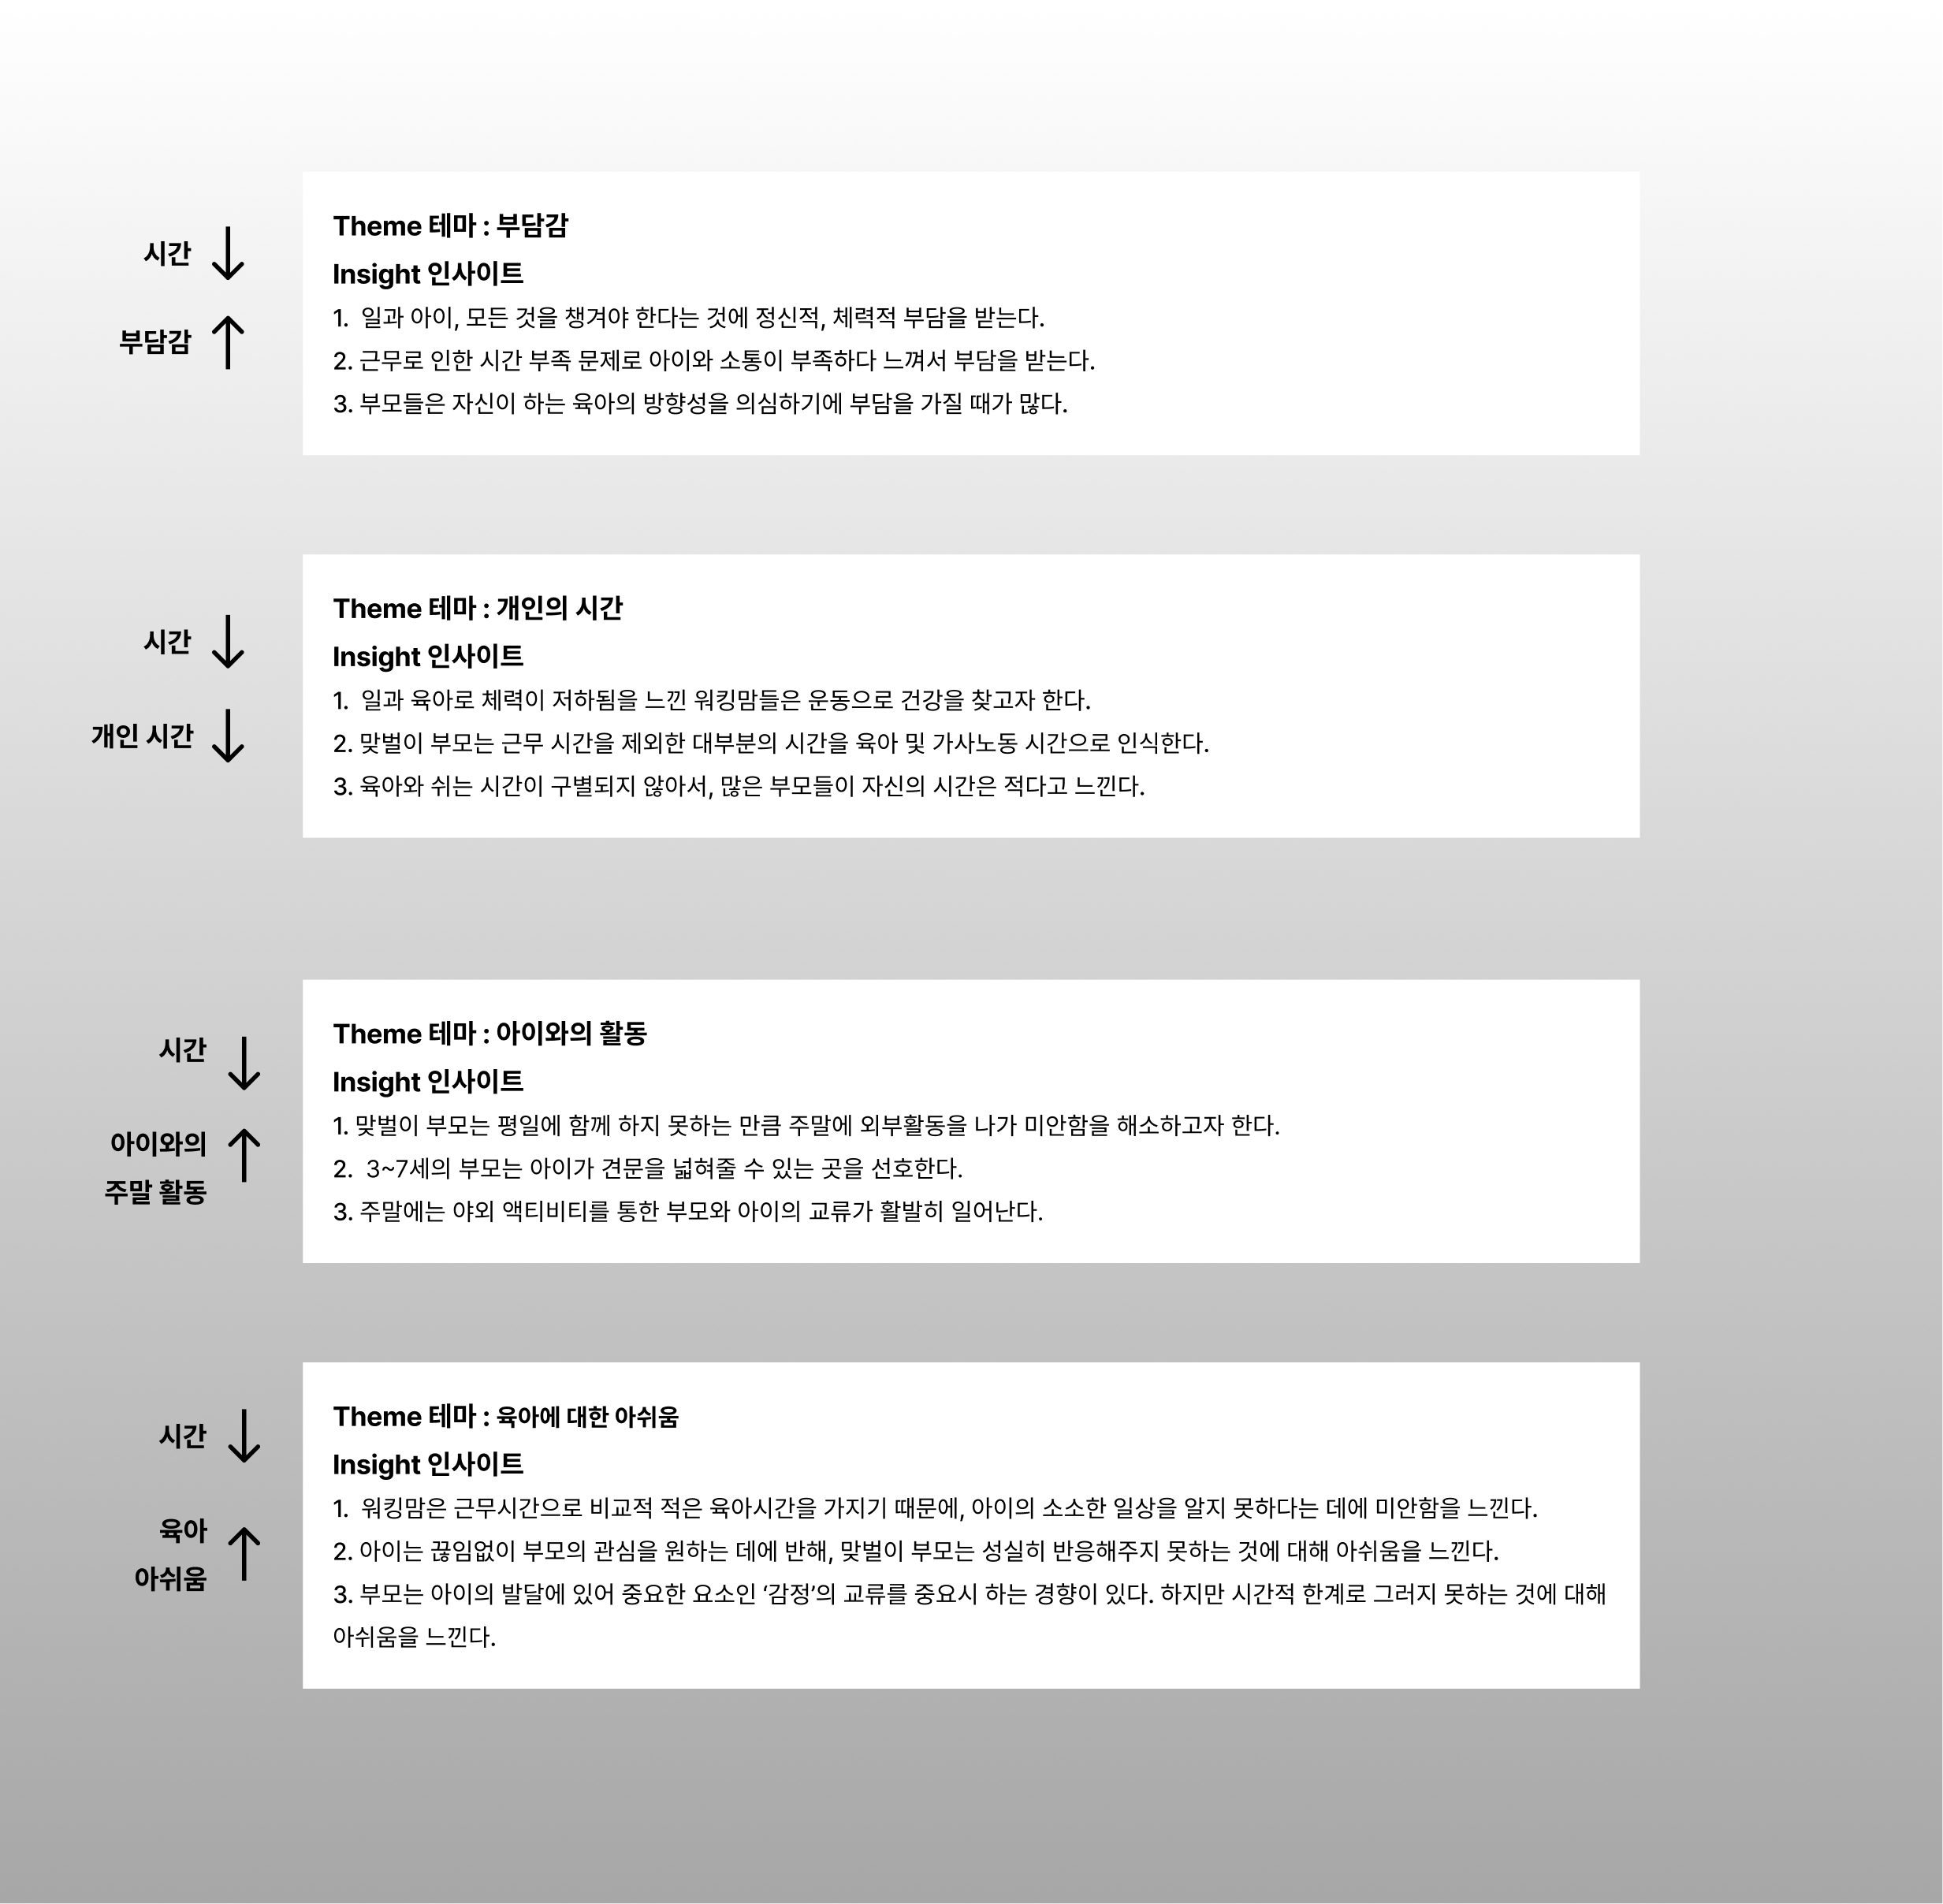 시간
부담감
Theme 테마 : 부담감
Insight 인사이트
1. 일과 아이, 모든 것을 챙겨야 한다는 것에 정신적, 체력적 부담을 받는다.
2. 근무로 인한 시간 부족 문제로 아이와 소통이 부족하다 느껴서 부담을 받는다.
3. 부모들은 자신이 하는 육아의 방향성을 의심하기에 부담을 가질 때가 많다.
시간
개인 시간
Theme 테마 : 개인의 시간
Insight 인사이트
1. 일과 육아로 체력이 저하됨을 느낀 워킹맘들은 운동으로 건강을 찾고자 한다.
2. 맞벌이 부모는 근무 시간을 제외한 대부분의 시간을 육아 및 가사노동 시간으로 인식한다.
3. 육아와 쉬는 시간이 구별되지 않아서, 많은 부모들이 자신의 시간은 적다고 느낀다.
시간
아이와의
주말 활동
Theme 테마 : 아이와의 활동
Insight 인사이트
1. 맞벌이 부모는 평일에 함께 하지 못하는 만큼 주말에 외부활동을 나가 미안함을 해소하고자 한다.
2. 3~7세의 부모는 아이가 견문을 넓혀줄 수 있는 곳을 선호한다.
3. 주말에는 야외 액티비티를 통한 부모와 아이의 교류가 활발히 일어난다.
시간
육아
아쉬움
Theme 테마 : 육아에 대한 아쉬움
Insight 인사이트
1. 워킹맘은 근무시간으로 비교적 적은 육아시간을 가지기 때문에, 아이의 소소한 일상을 알지 못하다는 데에 미안함을 느낀다.
2. 아이는 끊임없이 부모의 관심을 원하는 데에 반해, 맞벌이 부모는 성실히 반응해주지 못하는 것에 대해 아쉬움을 느낀다.
3. 부모는 아이의 발달에 있어 중요한 요소인 ‘감정’의 교류를 중요시 하는 경향이 있다. 하지만 시간적 한계로 그러지 못하는 것에 대해
아쉬움을 느낀다.